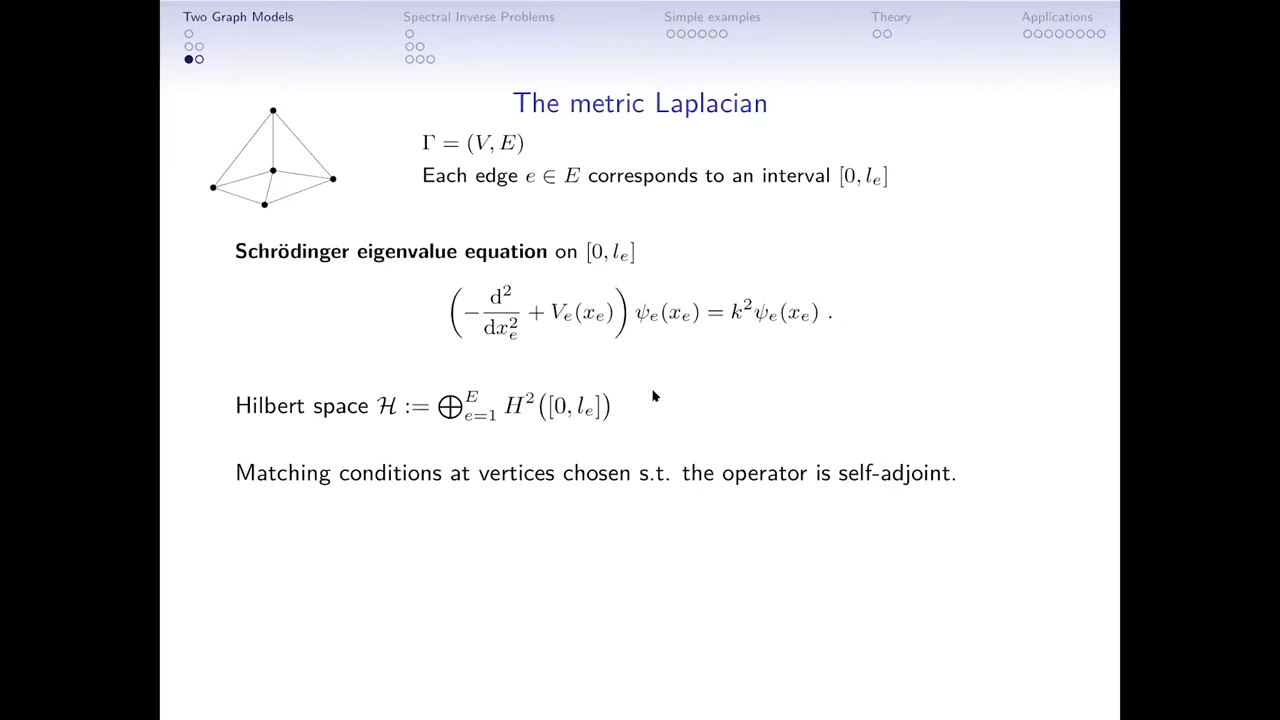 Two Graph Models Spectral Inverse Problems Simple examples Theory Applications
The metric Laplacian
Γ = (V, E)
Each edge e ∈ E corresponds to an interval [0, l_e]
Schrödinger eigenvalue equation on [0, l_e]
(−d²/dx_e² + V_e(x_e)) ψ_e(x_e) = k²ψ_e(x_e) .
Hilbert space ℋ := ⊕_{e=1}^{E} H²([0, l_e])
Matching conditions at vertices chosen s.t. the operator is self-adjoint.